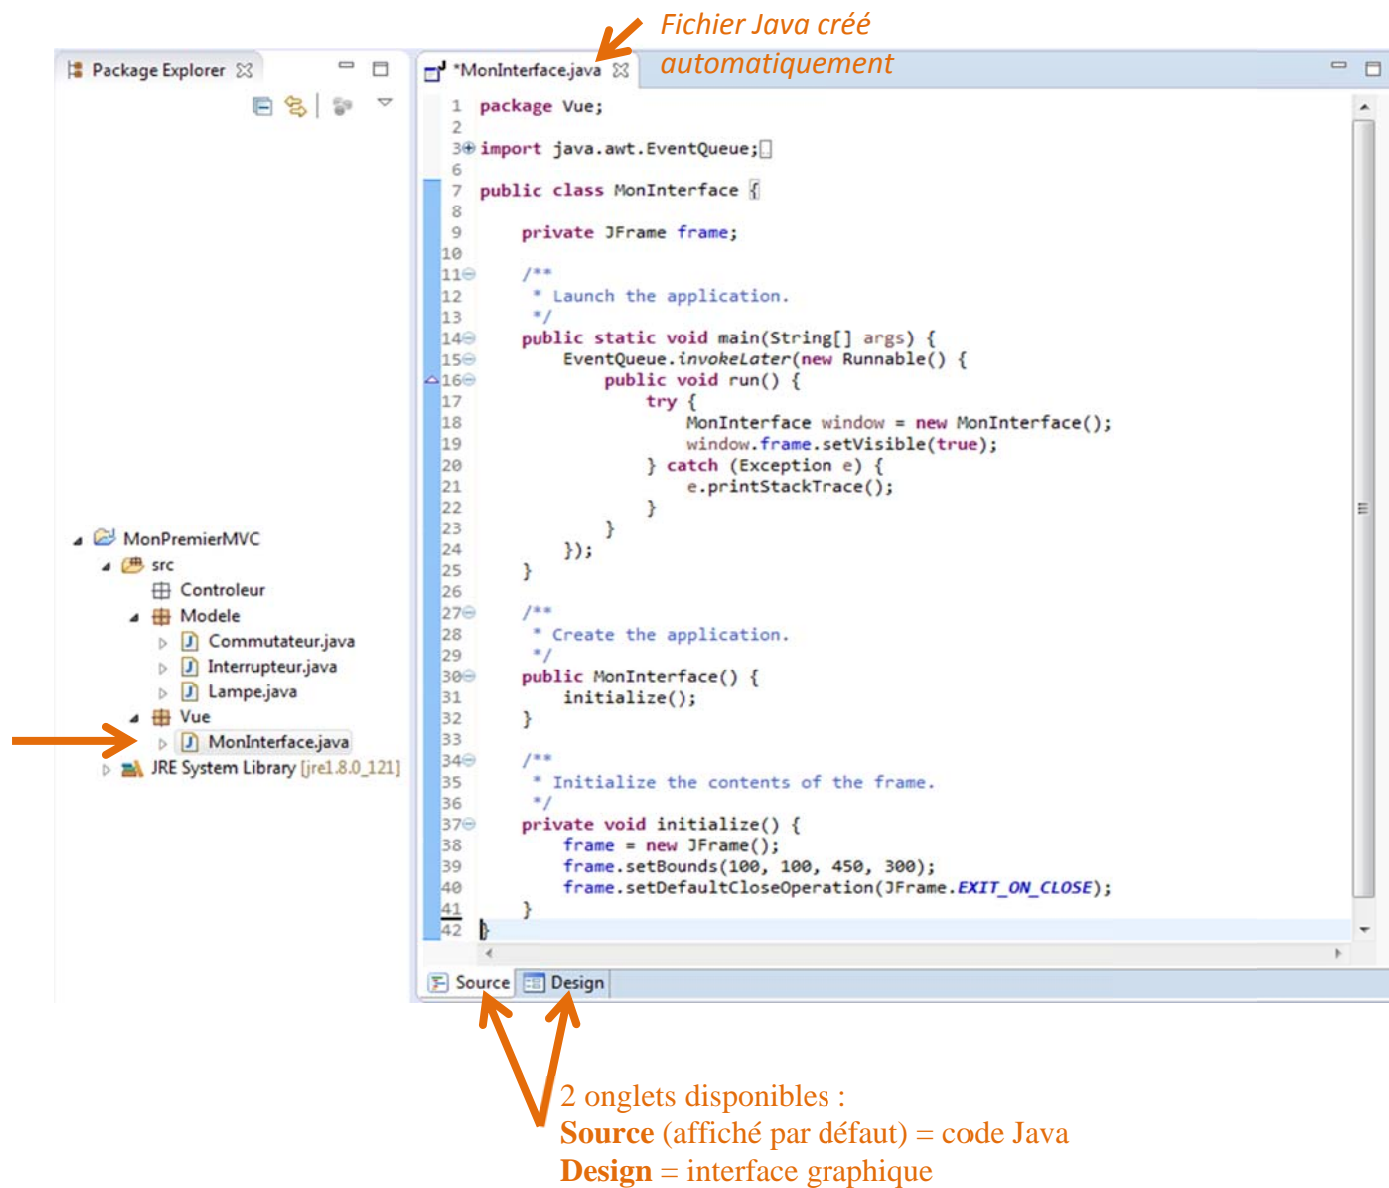 Fichier Java créé
automatiquement
Package Explorer
*MonInterface.java
1 package Vue;
2
3 import java.awt.EventQueue;
6
7 public class MonInterface {
8
9 private JFrame frame;
10
11 /**
12 * Launch the application.
13 */
14 public static void main(String[] args) {
15 EventQueue.invokeLater(new Runnable() {
16 public void run() {
17 try {
18 MonInterface window = new MonInterface();
19 window.frame.setVisible(true);
20 } catch (Exception e) {
21 e.printStackTrace();
22 }
23 }
24 });
25 }
26
27 /**
28 * Create the application.
29 */
30 public MonInterface() {
31 initialize();
32 }
33
34 /**
35 * Initialize the contents of the frame.
36 */
37 private void initialize() {
38 frame = new JFrame();
39 frame.setBounds(100, 100, 450, 300);
40 frame.setDefaultCloseOperation(JFrame.EXIT_ON_CLOSE);
41 }
42 }
MonPremierMVC
src
Controleur
Modele
Commutateur.java
Interrupteur.java
Lampe.java
Vue
MonInterface.java
JRE System Library [jre1.8.0_121]
Source Design
2 onglets disponibles :
Source (affiché par défaut) = code Java
Design = interface graphique